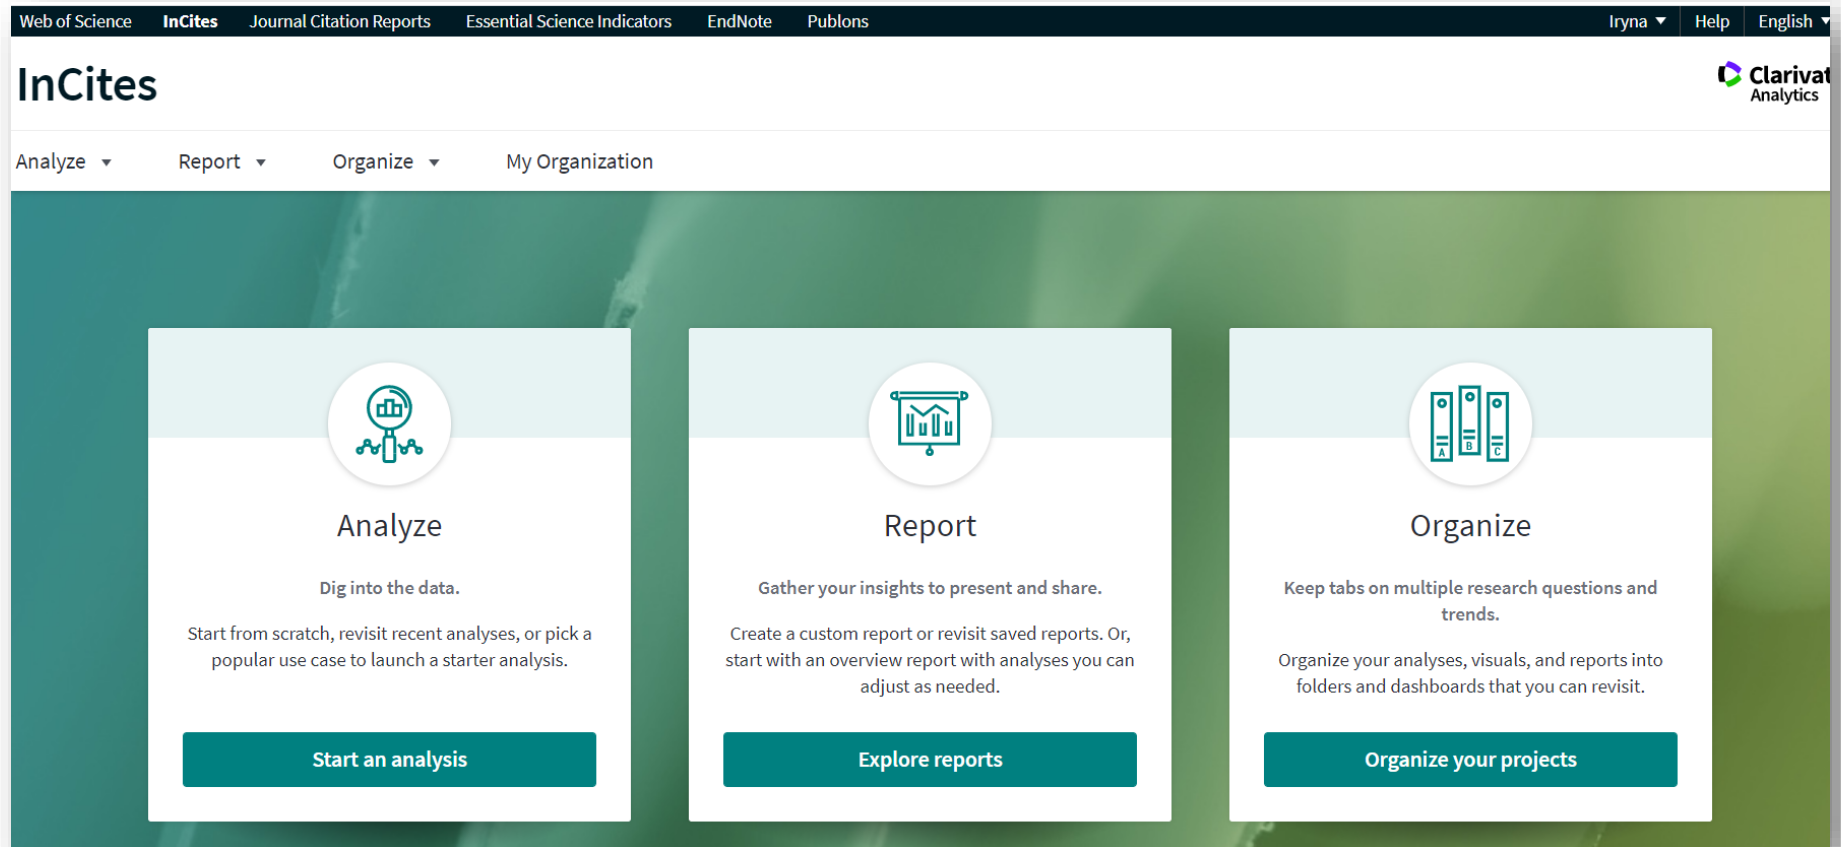 Web of Science InCites Journal Citation Reports Essential Science Indicators EndNote Publons Iryna Help English
InCites
Clarivat
Analytics
Analyze Report Organize My Organization
Analyze
Dig into the data.
Start from scratch, revisit recent analyses, or pick a
popular use case to launch a starter analysis.
Start an analysis
Report
Gather your insights to present and share.
Create a custom report or revisit saved reports. Or,
start with an overview report with analyses you can
adjust as needed.
Explore reports
A B C
Organize
Keep tabs on multiple research questions and
trends.
Organize your analyses, visuals, and reports into
folders and dashboards that you can revisit.
Organize your projects